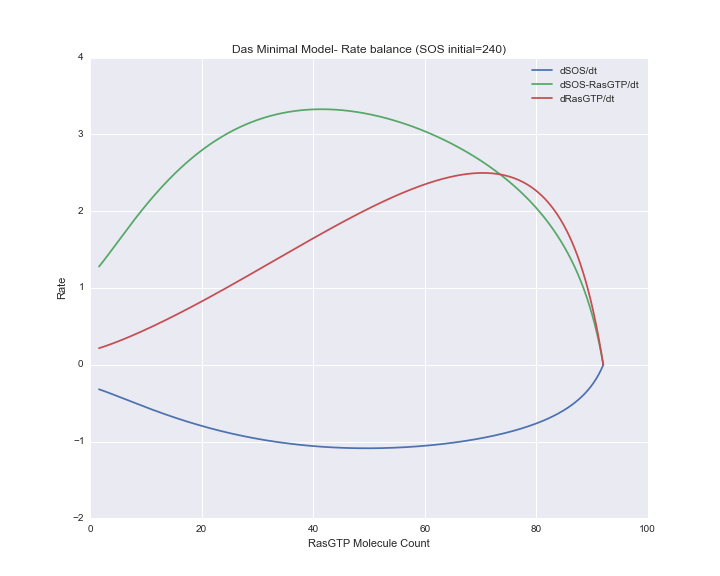 Das Minimal Model- Rate balance (SOS initial=240)
dSOS/dt
dSOS-RasGTP/dt
dRasGTP/dt
4
3
2
1
0
−1
−2
Rate
0 20 40 60 80 100
RasGTP Molecule Count